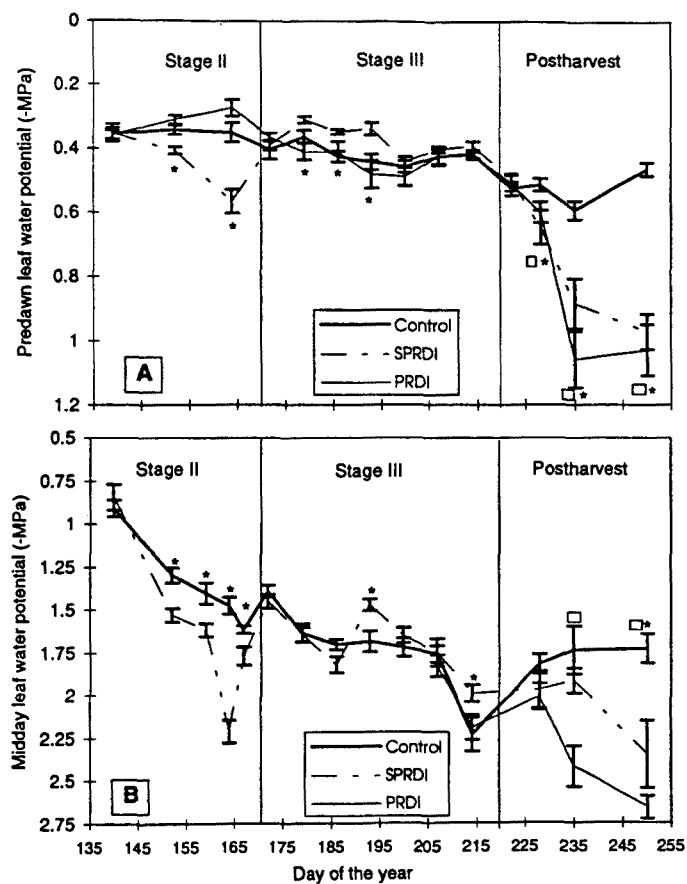 0
0.2
0.4
0.6
0.8
1
1.2
Predawn leaf water potential (-MPa)
Stage II
Stage III
Postharvest
*
*
*
*
*
*
*
*
Control
SPRDI
PRDI
A
0.5
0.75
1
1.25
1.5
1.75
2
2.25
2.5
2.75
Midday leaf water potential (-MPa)
Stage II
Stage III
Postharvest
*
*
*
*
*
*
*
Control
SPRDI
PRDI
B
135 145 155 165 175 185 195 205 215 225 235 245
Day of the year